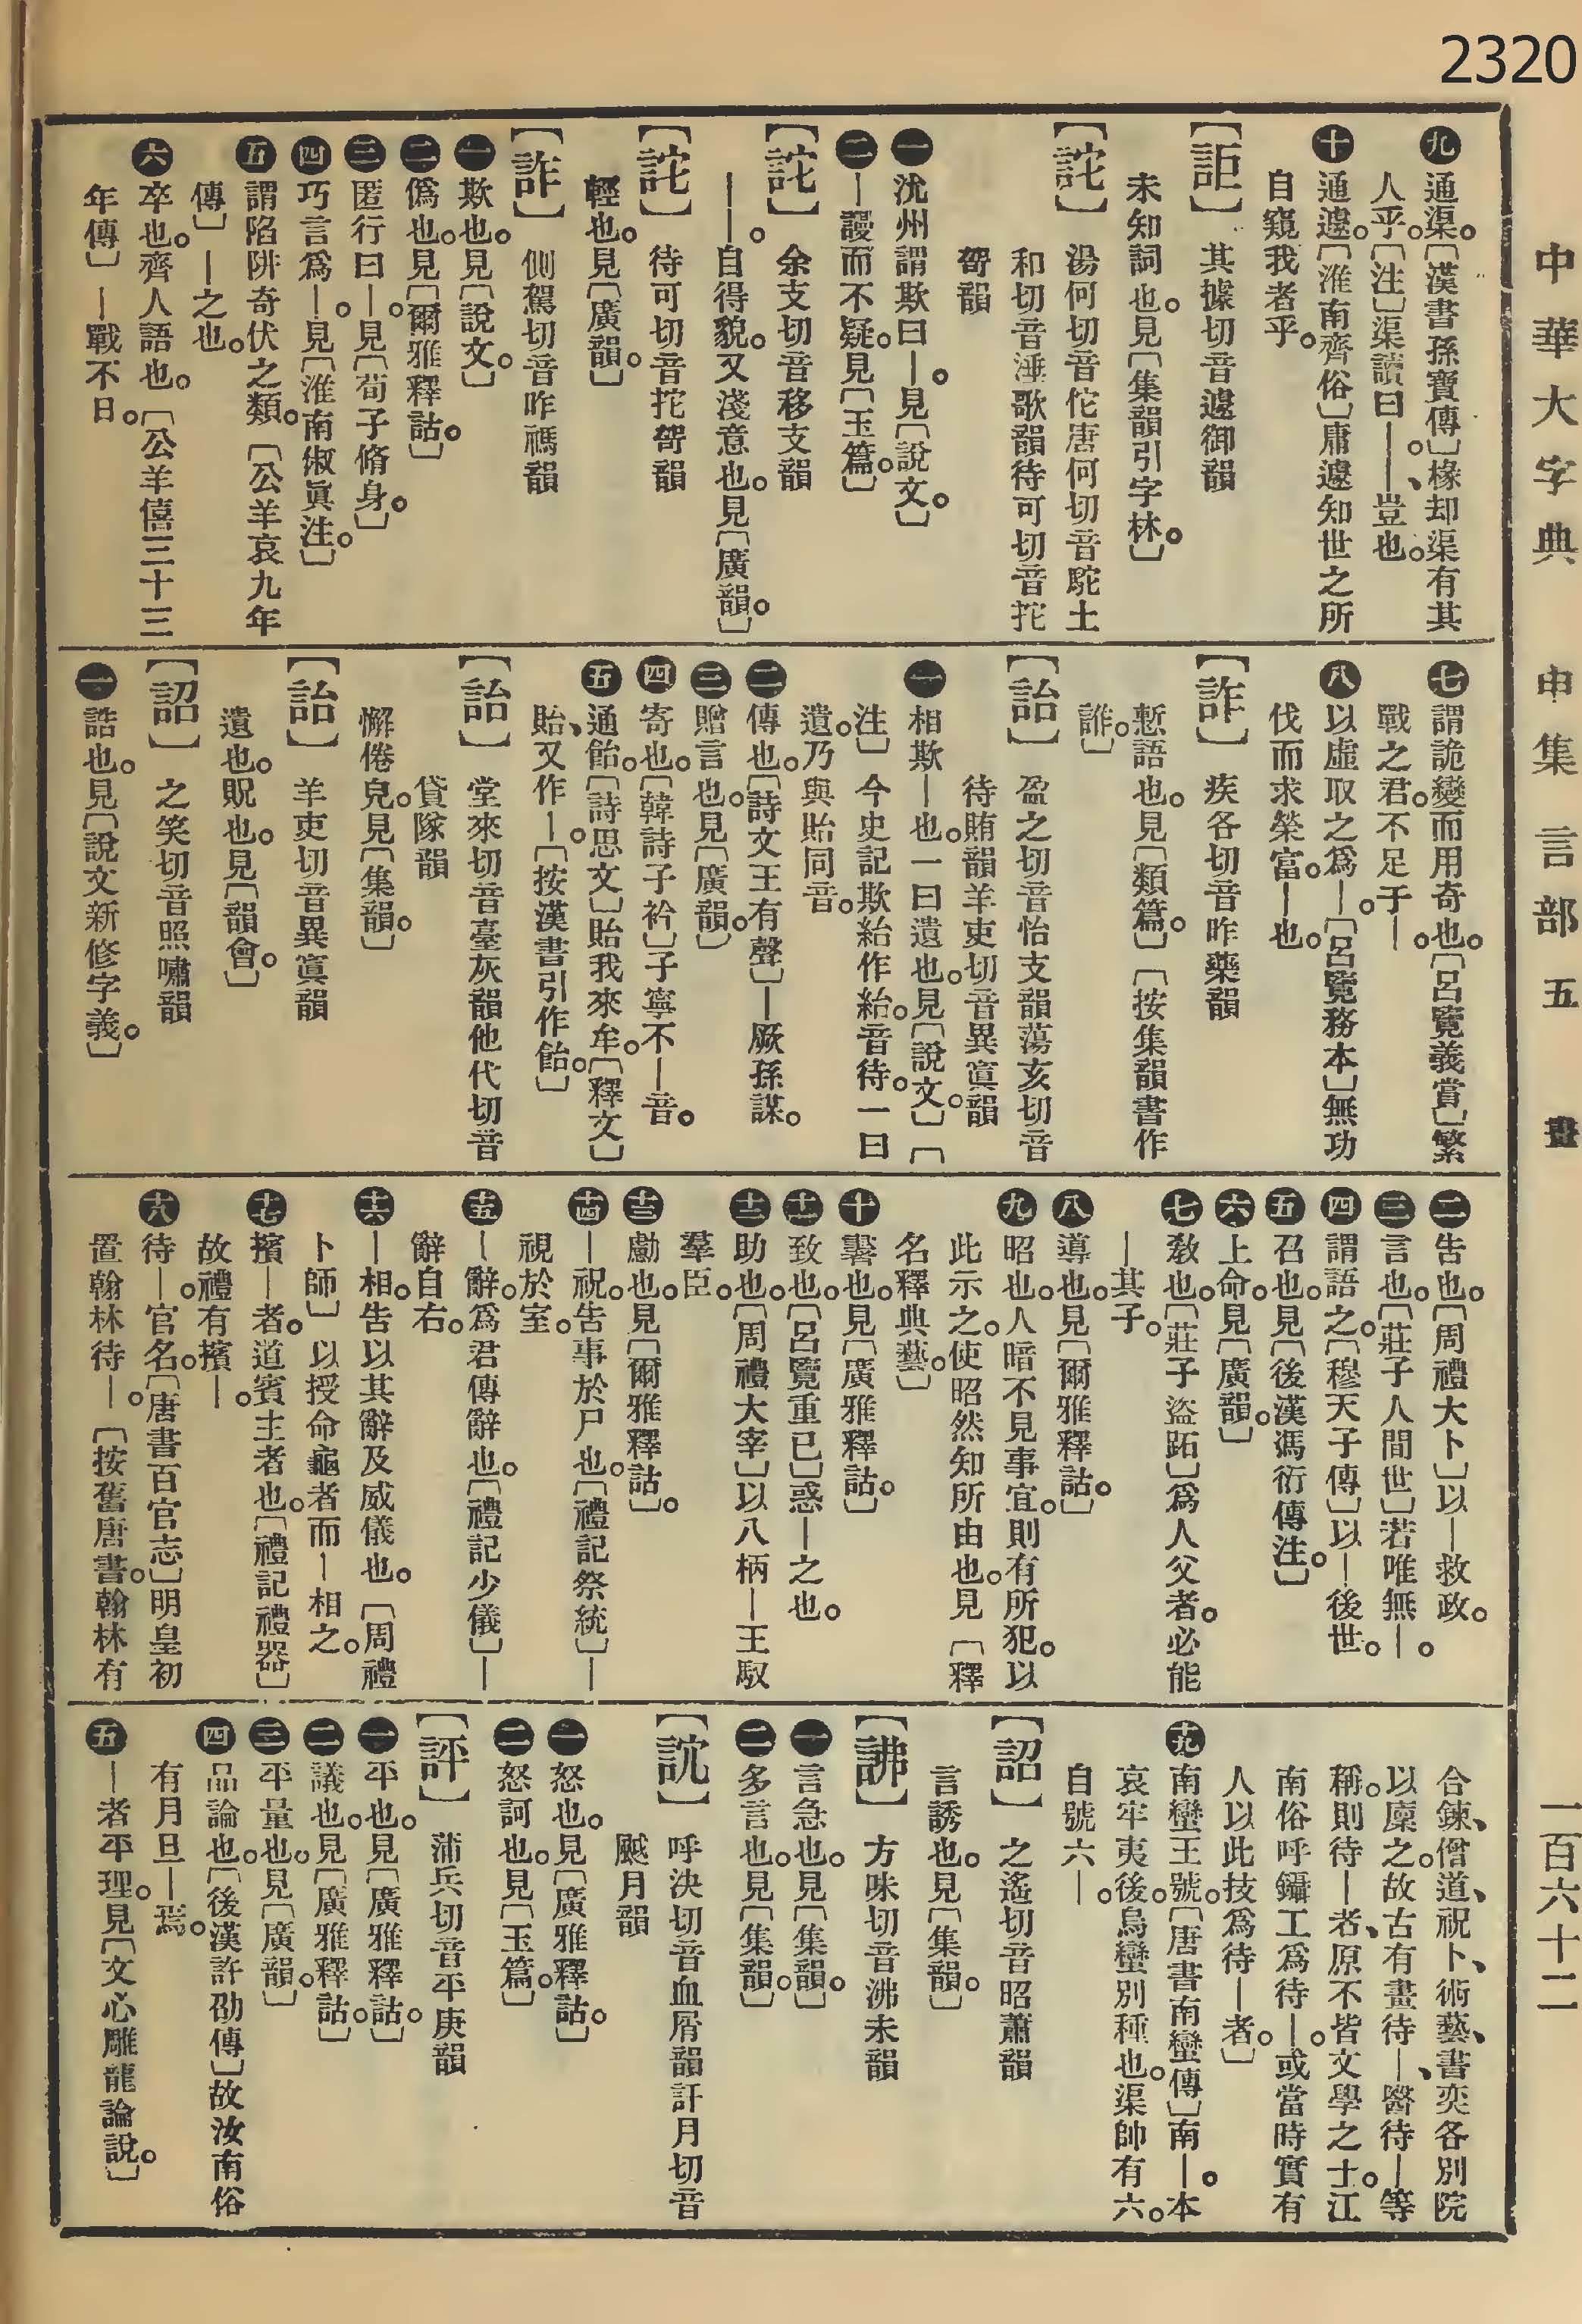 2320
中華大字典 申集 言部 五畫 一百六十二
九通渠。〔漢書孫寶傳〕椽却渠有其
人乎。〔注〕渠讀曰——。豈也。
十通遽。〔淮南齊俗〕庸遽知世之所
自窺我者乎。
〔詎〕 其據切音遽御韻
未知詞也。見〔集韻引字林。〕
〔詑〕 湯何切音佗唐何切音駝土
和切音涶歌韻待可切音拕
哿韻
一沇州謂欺曰—。見〔說文。〕
二—謾而不疑。見〔玉篇。〕
〔詑〕 余支切音移支韻
——。自得貌。又淺意也。見〔廣韻。〕
〔詑〕 待可切音拕哿韻
輕也。見〔廣韻。〕
〔詐〕 側駕切音咋禡韻
一欺也。見〔說文。〕
二僞也。見〔爾雅釋詁。〕
三匿行曰—。見〔荀子脩身。〕
四巧言爲—。見〔淮南俶眞注。〕
五謂陷阱奇伏之類。〔公羊哀九年
傳〕—之也。
六卒也。齊人語也。〔公羊僖三十三
年傳〕—戰不日。
七謂詭變而用奇也。〔呂覽義賞〕繁
戰之君。不足于—。
八以虛取之爲—。〔呂覽務本〕無功
伐而求榮富。—也。
〔詐〕 疾各切音昨藥韻
慙語也。見〔類篇。〕〔按集韻書作
䛳。〕
〔詒〕 盈之切音怡支韻蕩亥切音
待賄韻羊吏切音異寘韻
一相欺—也。一曰遺也。見〔說文。〕〔
注〕今史記欺紿作紿。音待。一曰
遺。乃與貽同音。
二傳也。〔詩文王有聲〕—厥孫謀。
三贈言也。見〔廣韻。〕
四寄也。〔韓詩子衿〕子寧不—音。
五通飴。〔詩思文〕貽我來牟。〔釋文〕
貽、又作—。〔按漢書引作飴。〕
〔詒〕 堂來切音臺灰韻他代切音
貸隊韻
懈倦皃。見〔集韻。〕
〔詒〕 羊吏切音異寘韻
遺也。貺也。見〔韻會。〕
〔詔〕 之笑切音照嘯韻
一誥也。見〔說文新修字義。〕
二告也。〔周禮大卜〕以—救政。
三言也。〔莊子人間世〕若唯無—。
四謂語之。〔穆天子傳〕以—後世。
五召也。見〔後漢馮衍傳注。〕
六上命。見〔廣韻。〕
七敎也。〔莊子盜跖〕爲人父者。必能
—其子。
八導也。見〔爾雅釋詁。〕
九昭也。人暗不見事宜。則有所犯。以
此示之。使昭然知所由也。見〔釋
名釋典藝。〕
十䛑也。見〔廣雅釋詁。〕
十一致也。〔呂覽重己〕惑—之也。
十二助也。〔周禮大宰〕以八柄—王馭
羣臣。
十三勴也。見〔爾雅釋詁。〕
十四—祝。告事於尸也。〔禮記祭統〕—
視於室。
十五—辭。爲君傳辭也。〔禮記少儀〕—
辭自右。
十六—相。告以其辭及威儀也。〔周禮
卜師〕以授命龜者而—相之。
十七擯—者。道賓主者也。〔禮記禮器〕
故禮有擯—。
十八待—。官名。〔唐書百官志〕明皇初
置翰林待—。〔按舊唐書。翰林有
合鍊、僧道、祝卜、術藝、書奕各別院
以廩之。故古有畫待—、醫待—等
稱。則待—者、原不皆文學之士。江
南俗呼鑷工爲待—。或當時實有
人以此技爲待—者。〕
十九南蠻王號。〔唐書南蠻傳〕南—。本
哀牢夷後。烏蠻別種也。渠帥有六。
自號六—。
〔詔〕 之遙切音昭蕭韻
言誘也。見〔集韻。〕
〔䛍〕 方味切音沸未韻
一言急也。見〔集韻。〕
二多言也。見〔集韻。〕
〔訦〕 呼決切音血屑韻許月切音
颰月韻
一怒也。見〔廣雅釋詁。〕
二怒訶也。見〔玉篇。〕
〔評〕 蒲兵切音平庚韻
一平也。見〔廣雅釋詁。〕
二議也。見〔廣雅釋詁。〕
三平量也。見〔廣韻。〕
四品論也。〔後漢許劭傳〕故汝南俗
有月旦—焉。
五—者平理。見〔文心雕龍論說。〕